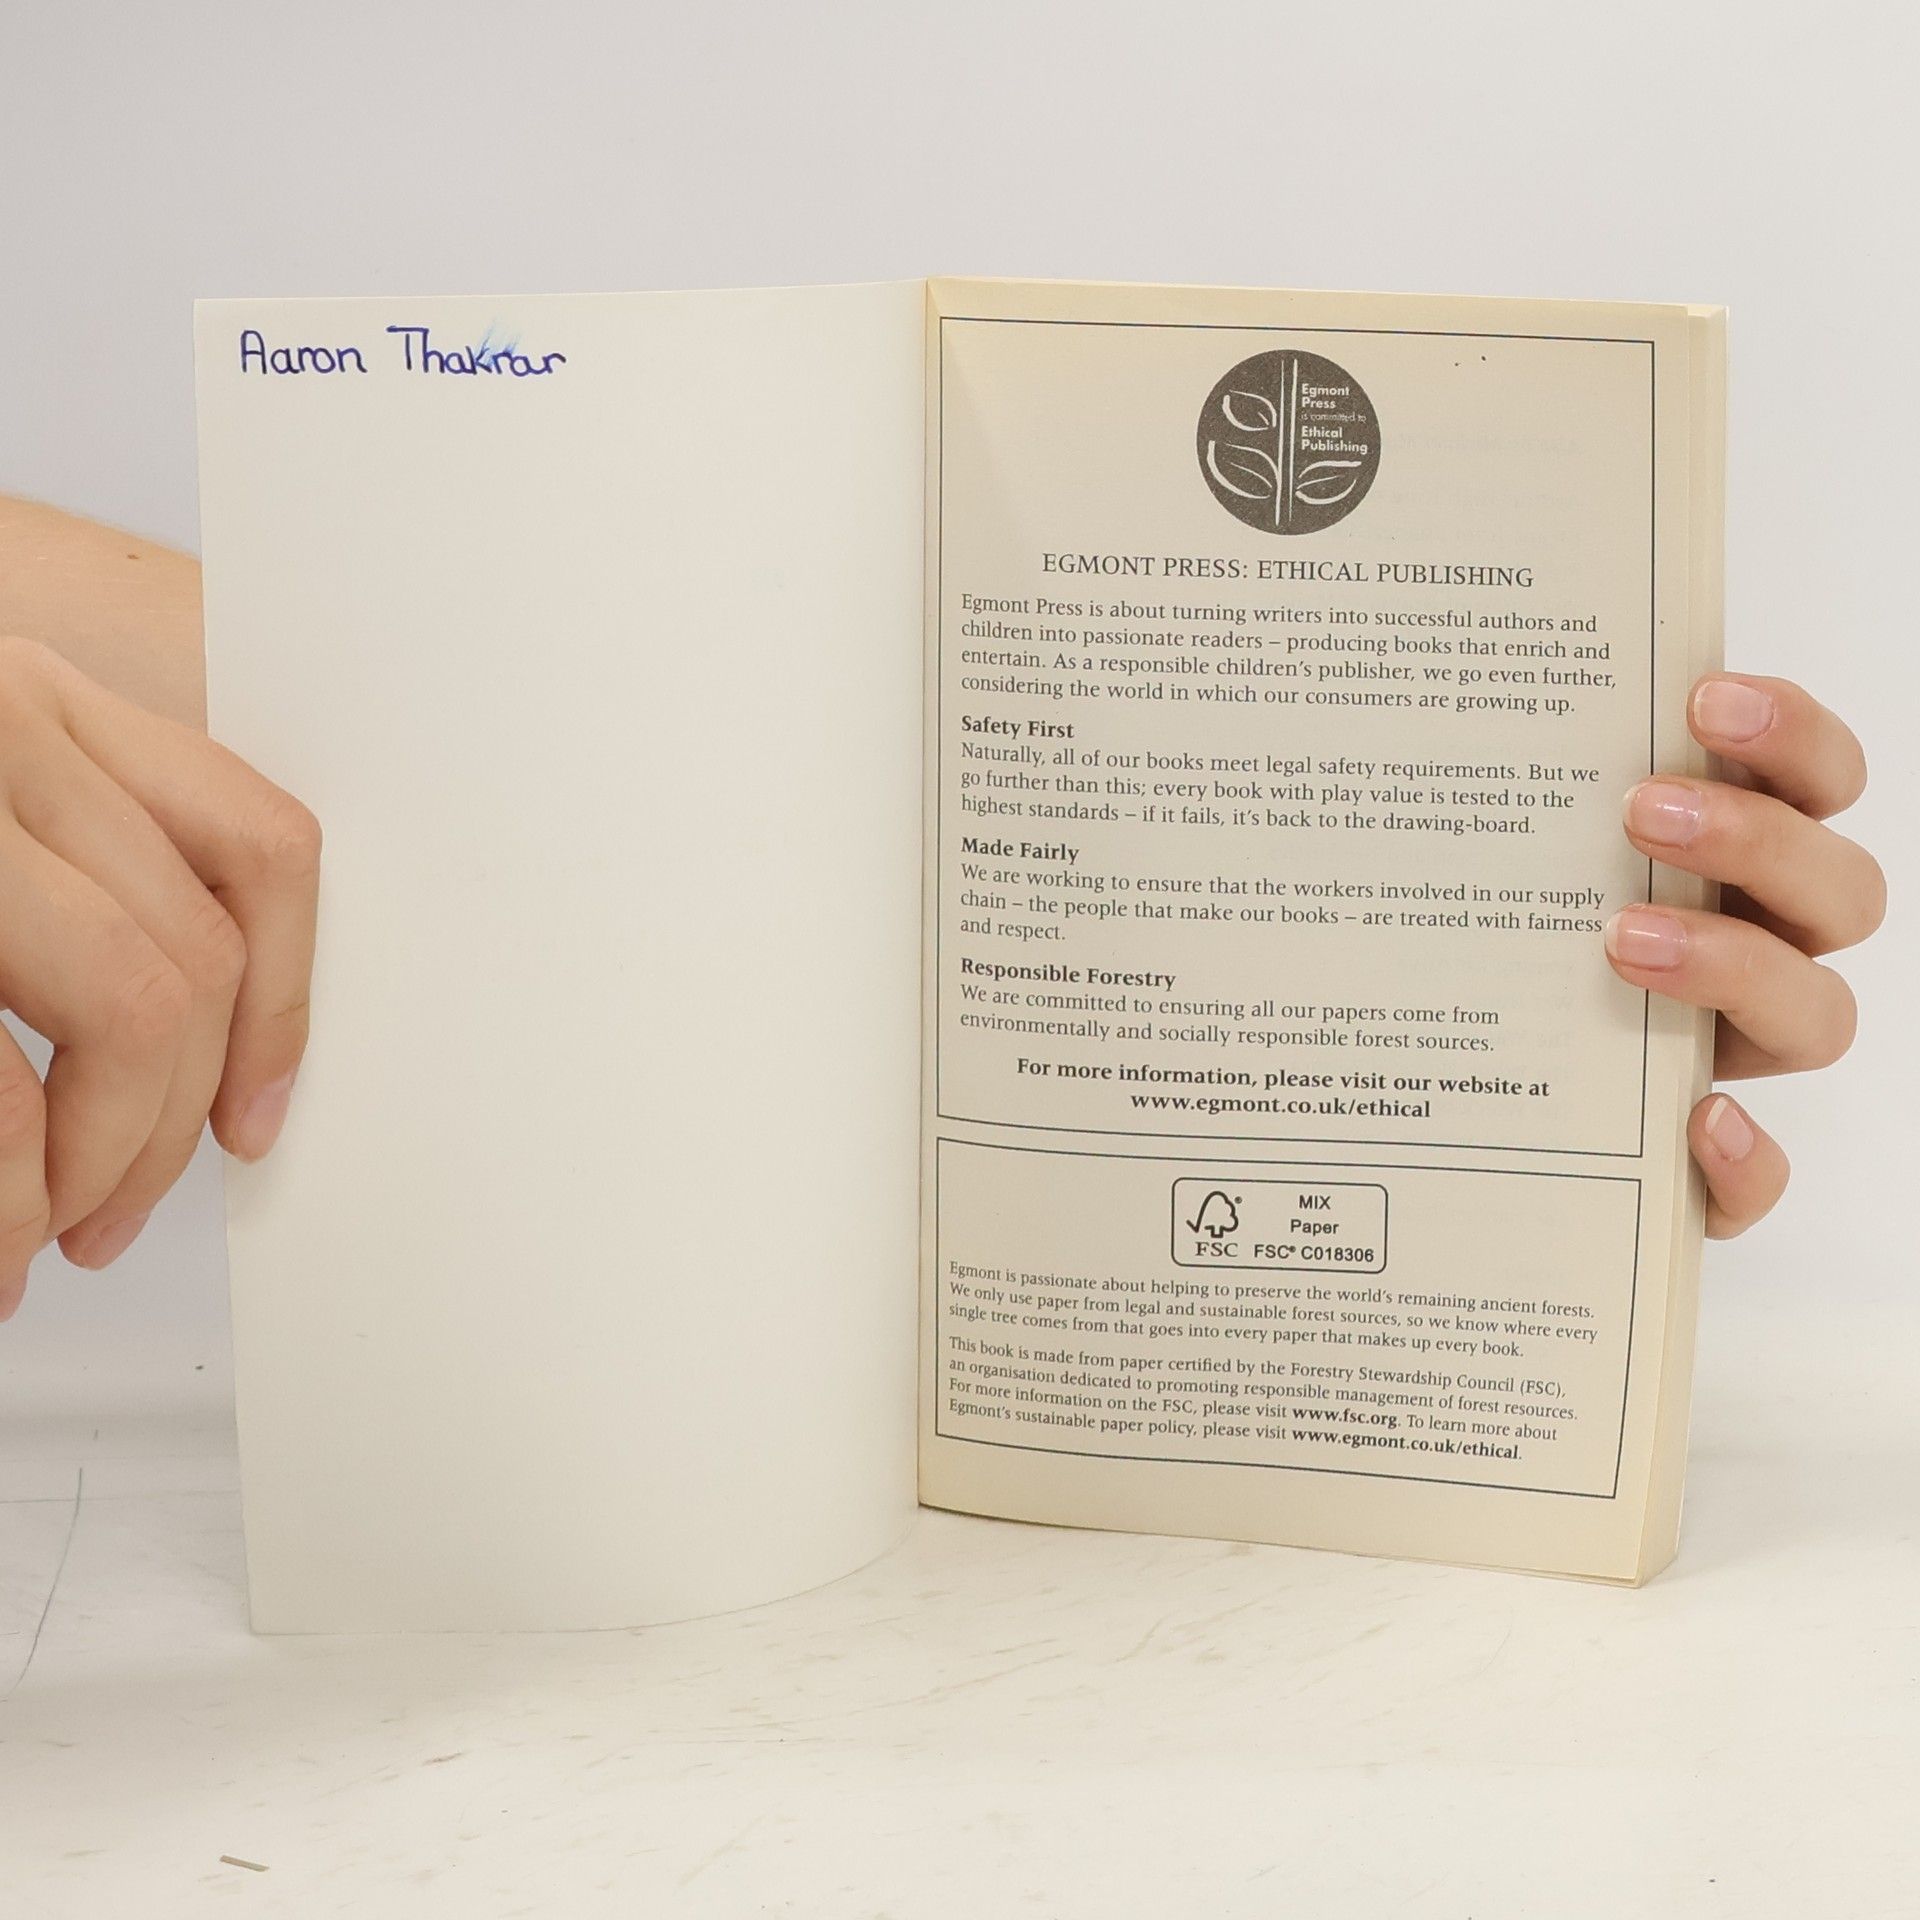 Aaron Thakrar
Egmont
Press
is committed to
Ethical
Publishing
EGMONT PRESS: ETHICAL PUBLISHING
Egmont Press is about turning writers into successful authors and
children into passionate readers – producing books that enrich and
entertain. As a responsible children's publisher, we go even further,
considering the world in which our consumers are growing up.
Safety First
Naturally, all of our books meet legal safety requirements. But we
go further than this; every book with play value is tested to the
highest standards – if it fails, it's back to the drawing-board.
Made Fairly
We are working to ensure that the workers involved in our supply
chain – the people that make our books – are treated with fairness
and respect.
Responsible Forestry
We are committed to ensuring all our papers come from
environmentally and socially responsible forest sources.
For more information, please visit our website at
www.egmont.co.uk/ethical
MIX
Paper
FSC FSC® C018306
Egmont is passionate about helping to preserve the world's remaining ancient forests.
We only use paper from legal and sustainable forest sources, so we know where every
single tree comes from that goes into every paper that makes up every book.
This book is made from paper certified by the Forestry Stewardship Council (FSC),
an organisation dedicated to promoting responsible management of forest resources.
For more information on the FSC, please visit www.fsc.org. To learn more about
Egmont's sustainable paper policy, please visit www.egmont.co.uk/ethical.